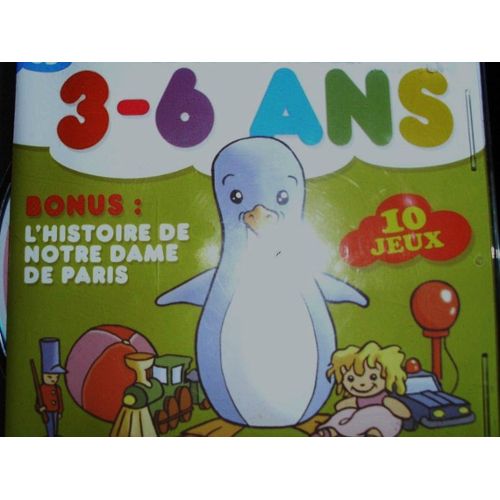 3-6 ANS
BONUS :
L'HISTOIRE DE
NOTRE DAME
DE PARIS
10
JEUX